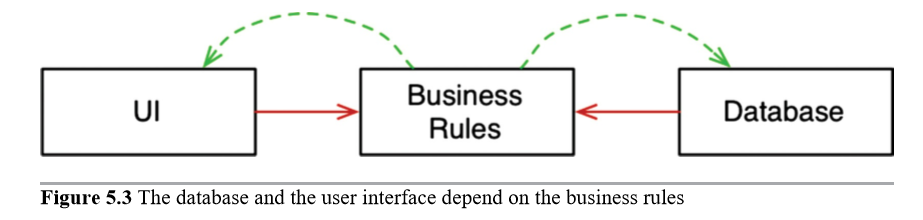 UI
Business
Rules
Database
Figure 5.3 The database and the user interface depend on the business rules